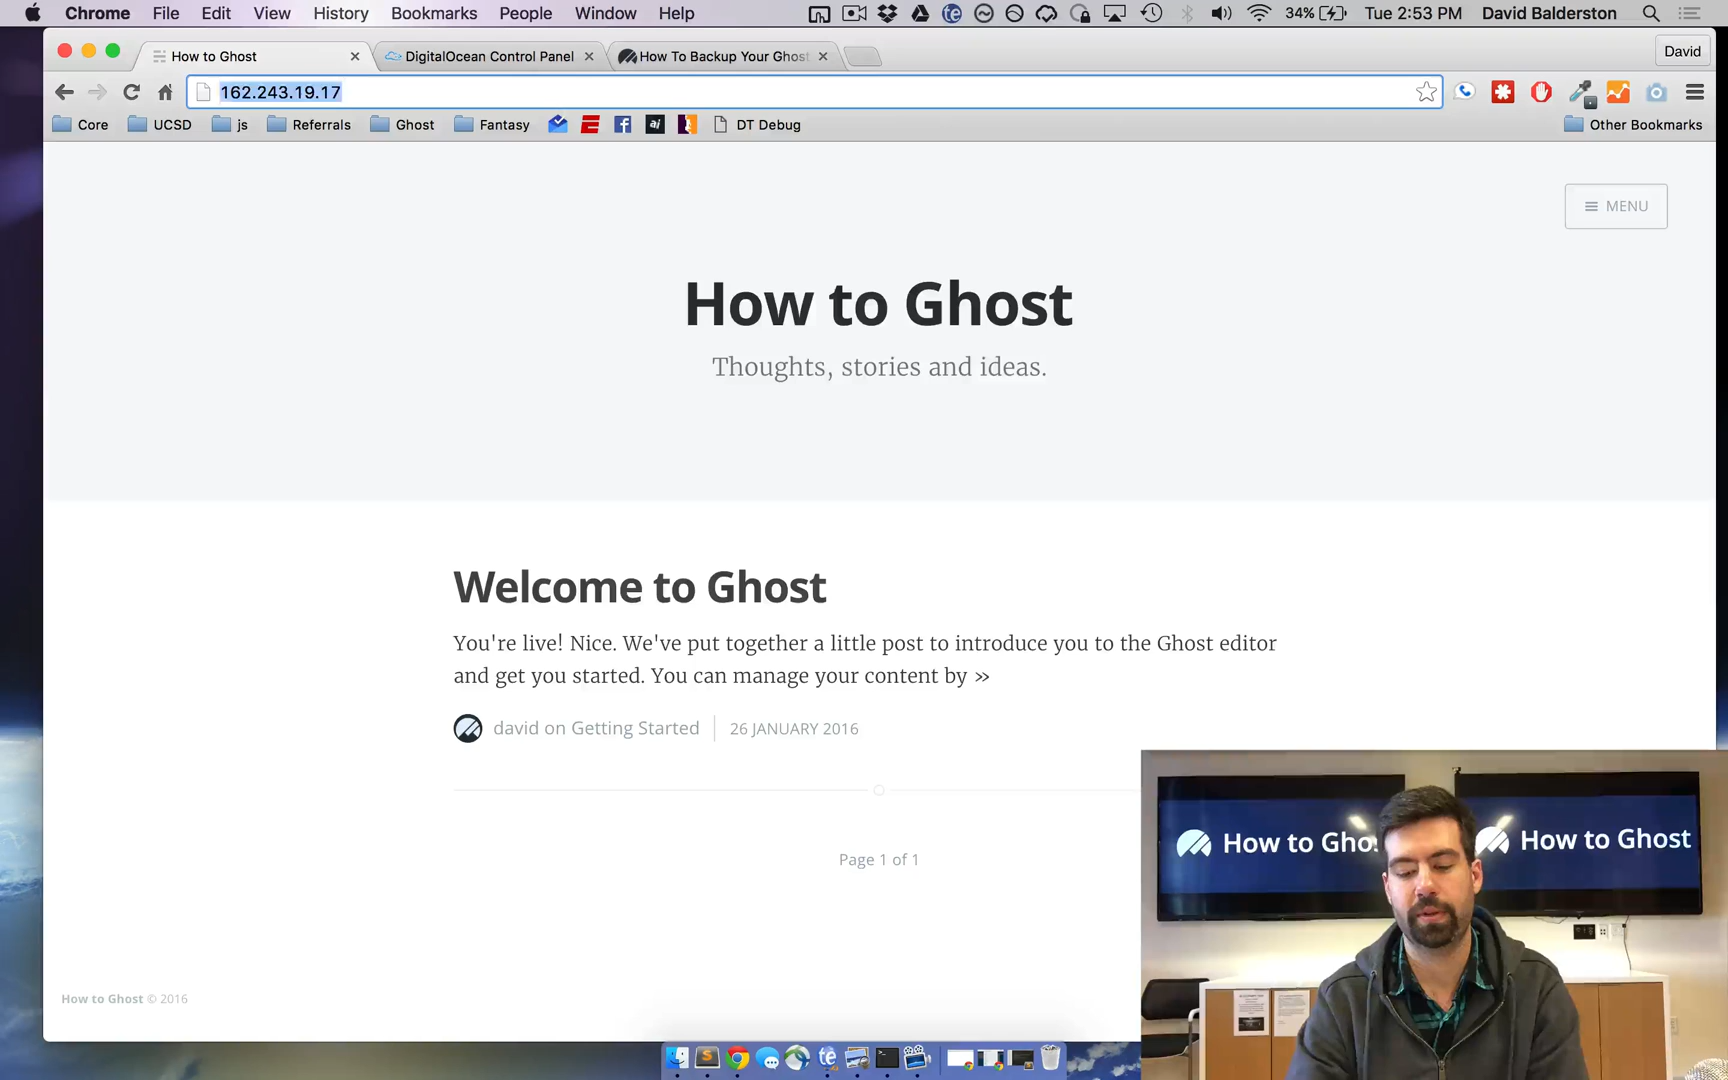 Chrome File Edit View History Bookmarks People Window Help 34% Tue 2:53 PM David Balderston
How to Ghost DigitalOcean Control Panel How To Backup Your Ghost David
162.243.19.17
Core UCSD js Referrals Ghost Fantasy DT Debug Other Bookmarks
MENU
How to Ghost
Thoughts, stories and ideas.
Welcome to Ghost
You're live! Nice. We've put together a little post to introduce you to the Ghost editor
and get you started. You can manage your content by »
david on Getting Started 26 JANUARY 2016
Page 1 of 1
How to Ghos How to Ghost
How to Ghost © 2016